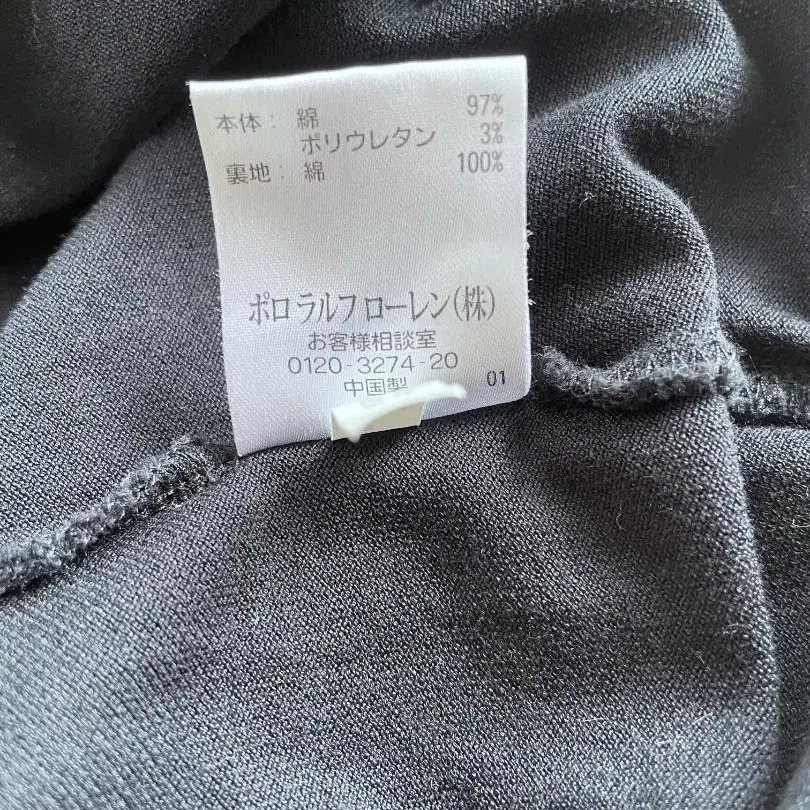 本体： 綿 97%
ポリウレタン 3%
裏地： 綿 100%
ポロ ラルフ ローレン(株)
お客様相談室
0120-3274-20
中国製 01